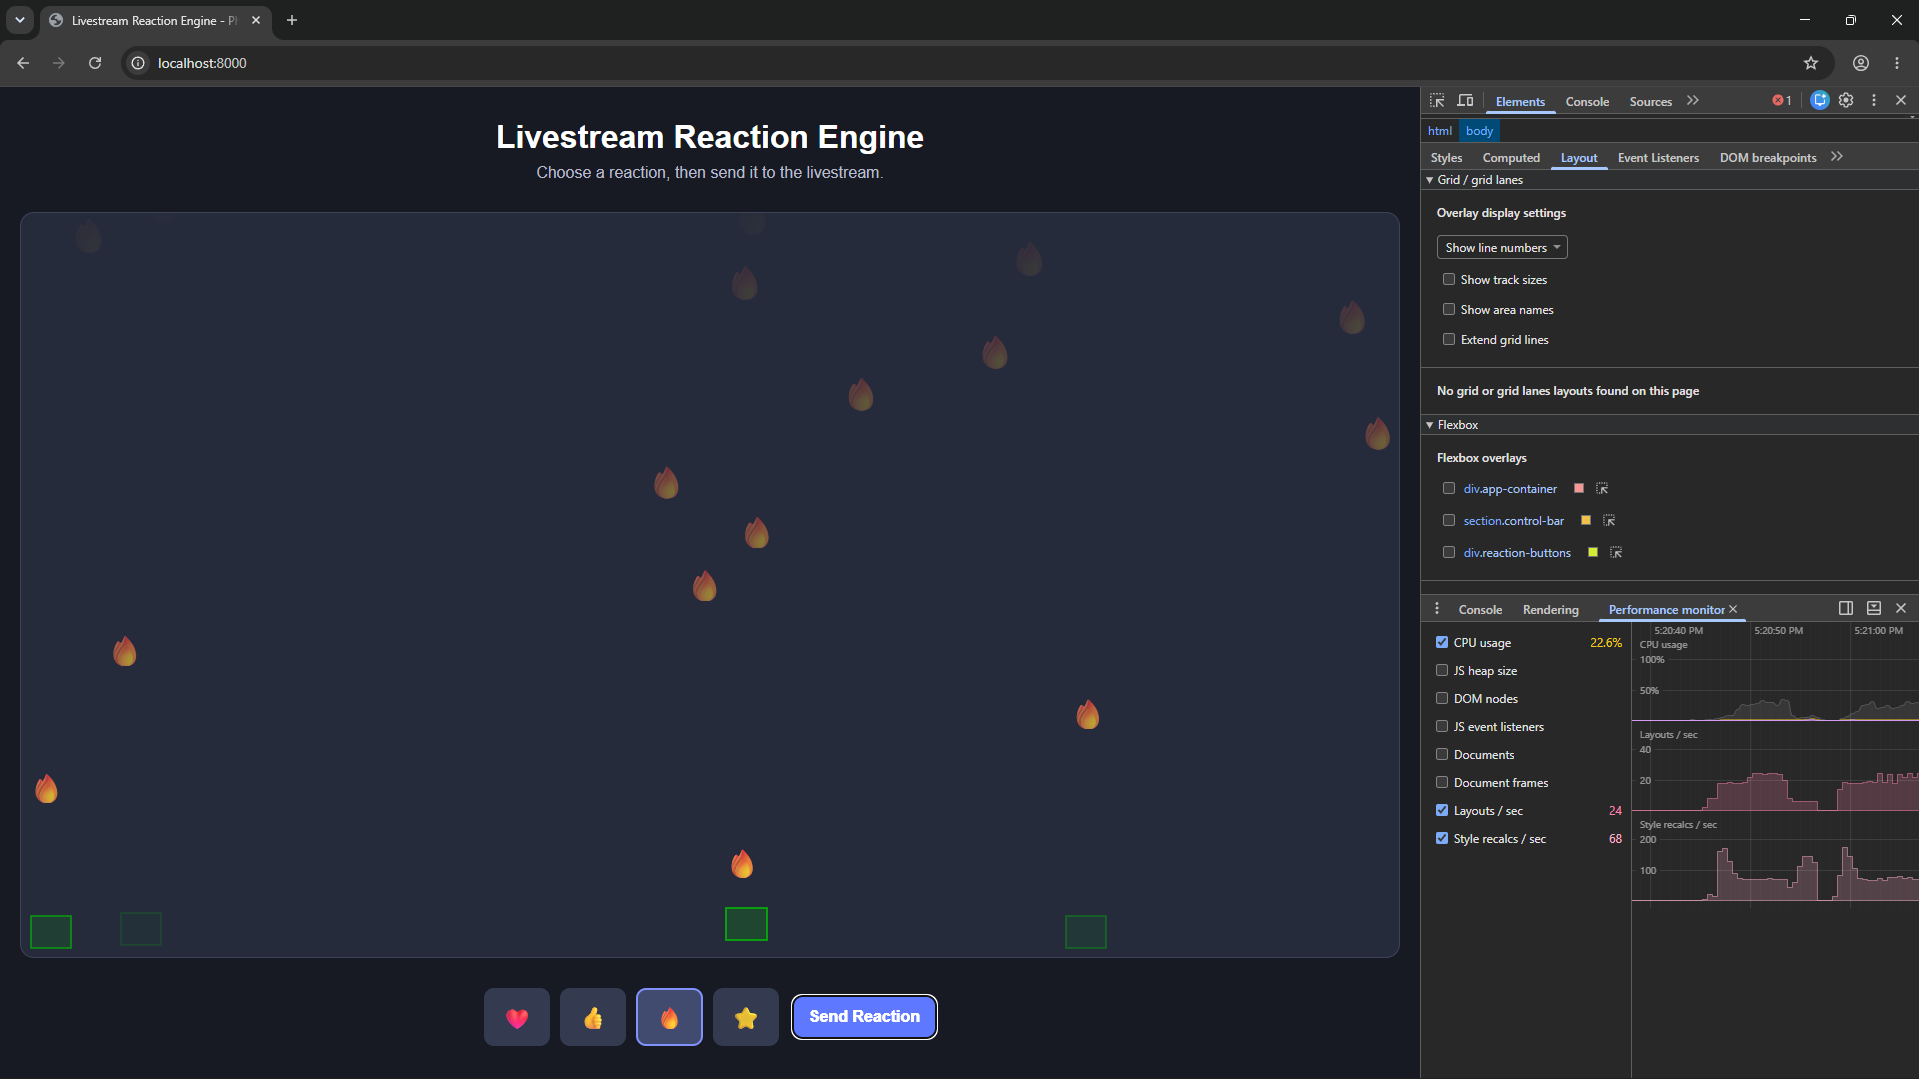 Livestream Reaction Engine - P
localhost:8000
Livestream Reaction Engine
Choose a reaction, then send it to the livestream.
Send Reaction
Elements
Console
Sources
1
html
body
Styles
Computed
Layout
Event Listeners
DOM breakpoints
Grid / grid lanes
Overlay display settings
Show line numbers
Show track sizes
Show area names
Extend grid lines
No grid or grid lanes layouts found on this page
Flexbox
Flexbox overlays
div.app-container
section.control-bar
div.reaction-buttons
Console
Rendering
Performance monitor
CPU usage 22.6%
JS heap size
DOM nodes
JS event listeners
Documents
Document frames
Layouts / sec 24
Style recalcs / sec 68
5:20:40 PM 5:20:50 PM 5:21:00 PM
CPU usage
100%
50%
Layouts / sec
40
20
Style recalcs / sec
200
100